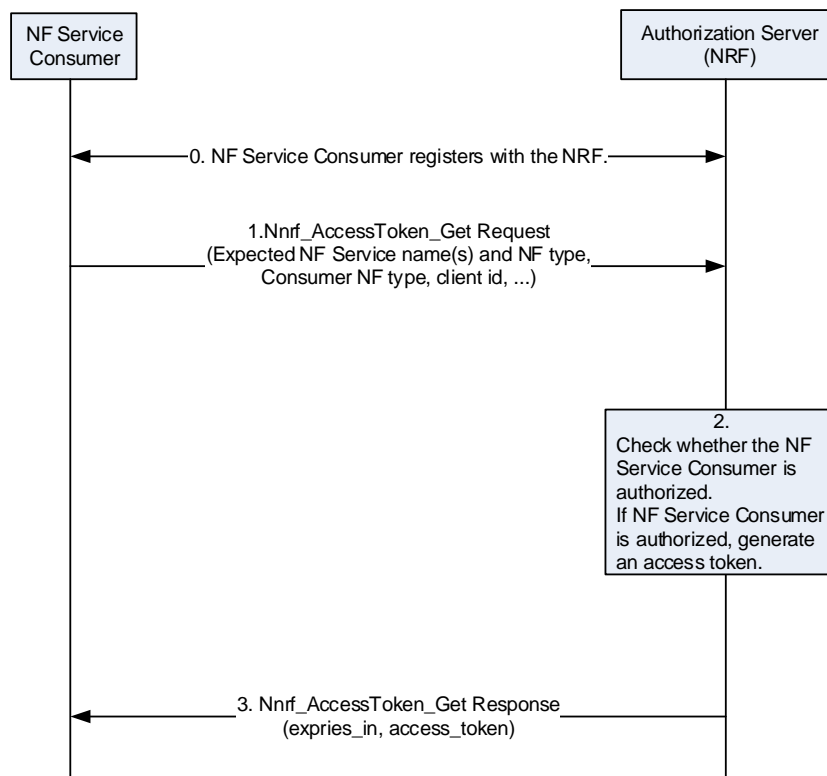 NF Service
Consumer
Authorization Server
(NRF)
0. NF Service Consumer registers with the NRF.
1.Nnrf_AccessToken_Get Request
(Expected NF Service name(s) and NF type,
Consumer NF type, client id, ...)
2.
Check whether the NF
Service Consumer is
authorized.
If NF Service Consumer
is authorized, generate
an access token.
3. Nnrf_AccessToken_Get Response
(expries_in, access_token)